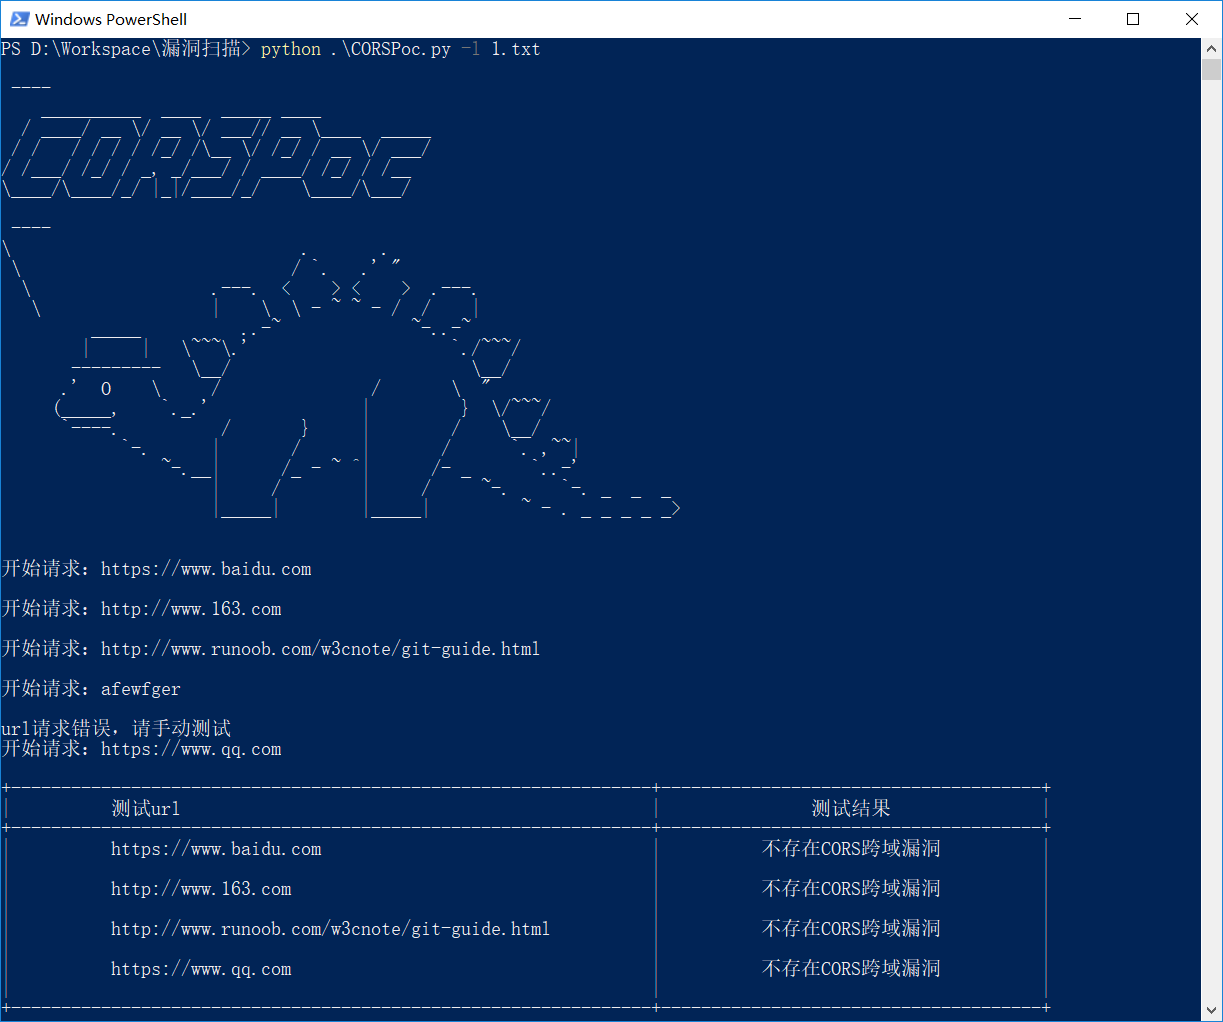 Windows PowerShell
PS D:\Workspace\漏洞扫描> python .\CORSPoc.py -l l.txt
CORSPoc
开始请求：https://www.baidu.com
开始请求：http://www.163.com
开始请求：http://www.runoob.com/w3cnote/git-guide.html
开始请求：afewfger
url请求错误，请手动测试
开始请求：https://www.qq.com
测试url 测试结果
https://www.baidu.com 不存在CORS跨域漏洞
http://www.163.com 不存在CORS跨域漏洞
http://www.runoob.com/w3cnote/git-guide.html 不存在CORS跨域漏洞
https://www.qq.com 不存在CORS跨域漏洞